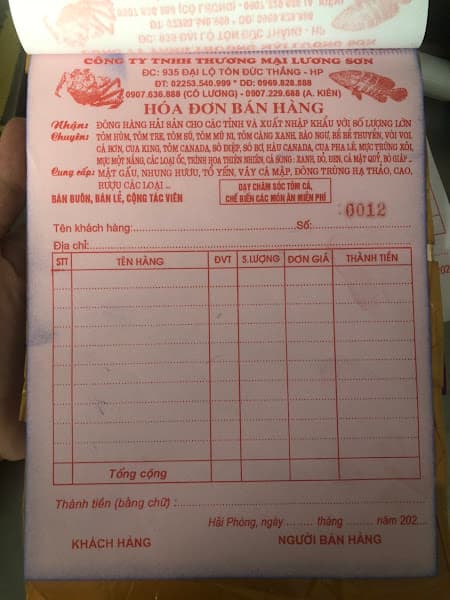 CÔNG TY TNHH THƯƠNG MẠI LƯƠNG SƠN
ĐC: 935 ĐẠI LỘ TÔN ĐỨC THẮNG - HP
ĐT: 02253.540.999 * DD: 0969.828.888
0907.636.888 (CÔ LƯƠNG) - 0907.229.688 (A. KIÊN)
HÓA ĐƠN BÁN HÀNG
Nhận: ĐÔNG HÀNG HẢI SẢN CHO CÁC TỈNH VÀ XUẤT NHẬP KHẨU VỚI SỐ LƯỢNG LỚN
Chuyên: TÔM HÙM, TÔM TRE, TÔM SÚ, TÔM MŨ NI, TÔM CÀNG XANH, BÀO NGƯ, BỀ BỀ THUYỀN, VÒI VOI
CÁ BƠN, CUA KING, TÔM CANADA, SÒ ĐIỆP, SÒ BƠ, HÀU CANADA, CUA PHA LÊ, MỰC TRỨNG XÔI,
MỰC MỘT NẮNG, CÁC LOẠI ỐC, TRÌNH HOA THIÊN NHIÊN, CÁ SÔNG: XANH, ĐỎ, ĐEN, CÁ MẶT QUỶ, BÒ GIÁP ...
Cung cấp: MẬT GẤU, NHUNG HƯƠU, TỔ YẾN, VÂY CÁ MẬP, ĐÔNG TRÙNG HẠ THẢO, CAO,
RƯỢU CÁC LOẠI ...
BÁN BUÔN, BÁN LẺ, CỘNG TÁC VIÊN
DẠY CHĂM SÓC TÔM CÁ,
CHẾ BIẾN CÁC MÓN ĂN MIỄN PHÍ
0012
Tên khách hàng: Số:
Địa chỉ:
STT TÊN HÀNG ĐVT S.LƯỢNG ĐƠN GIÁ THÀNH TIỀN
Tổng cộng
Thành tiền (bằng chữ) :
Hải Phòng, ngày ........ tháng ........ năm 202....
KHÁCH HÀNG NGƯỜI BÁN HÀNG